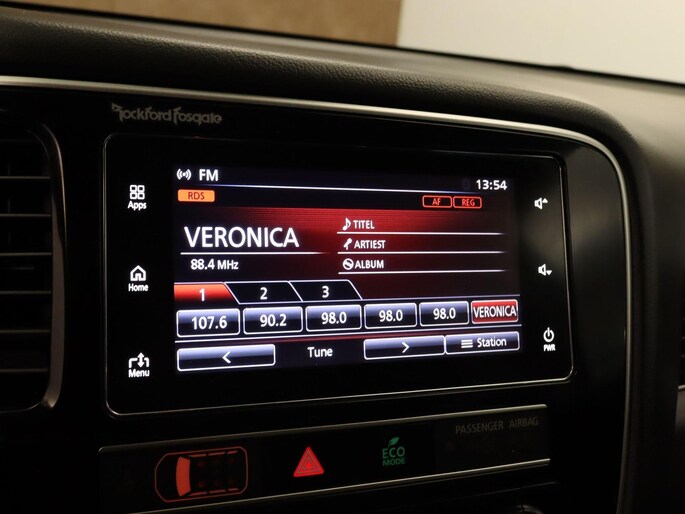 Rockford Fosgate
FM
13:54
RDS
AF REG
Apps
VERONICA
88.4 MHz
TITEL
ARTIEST
ALBUM
Home
1 2 3
107.6 90.2 98.0 98.0 98.0 VERONICA
Tune
Station
PWR
Menu
ECO
MODE
PASSENGER AIRBAG